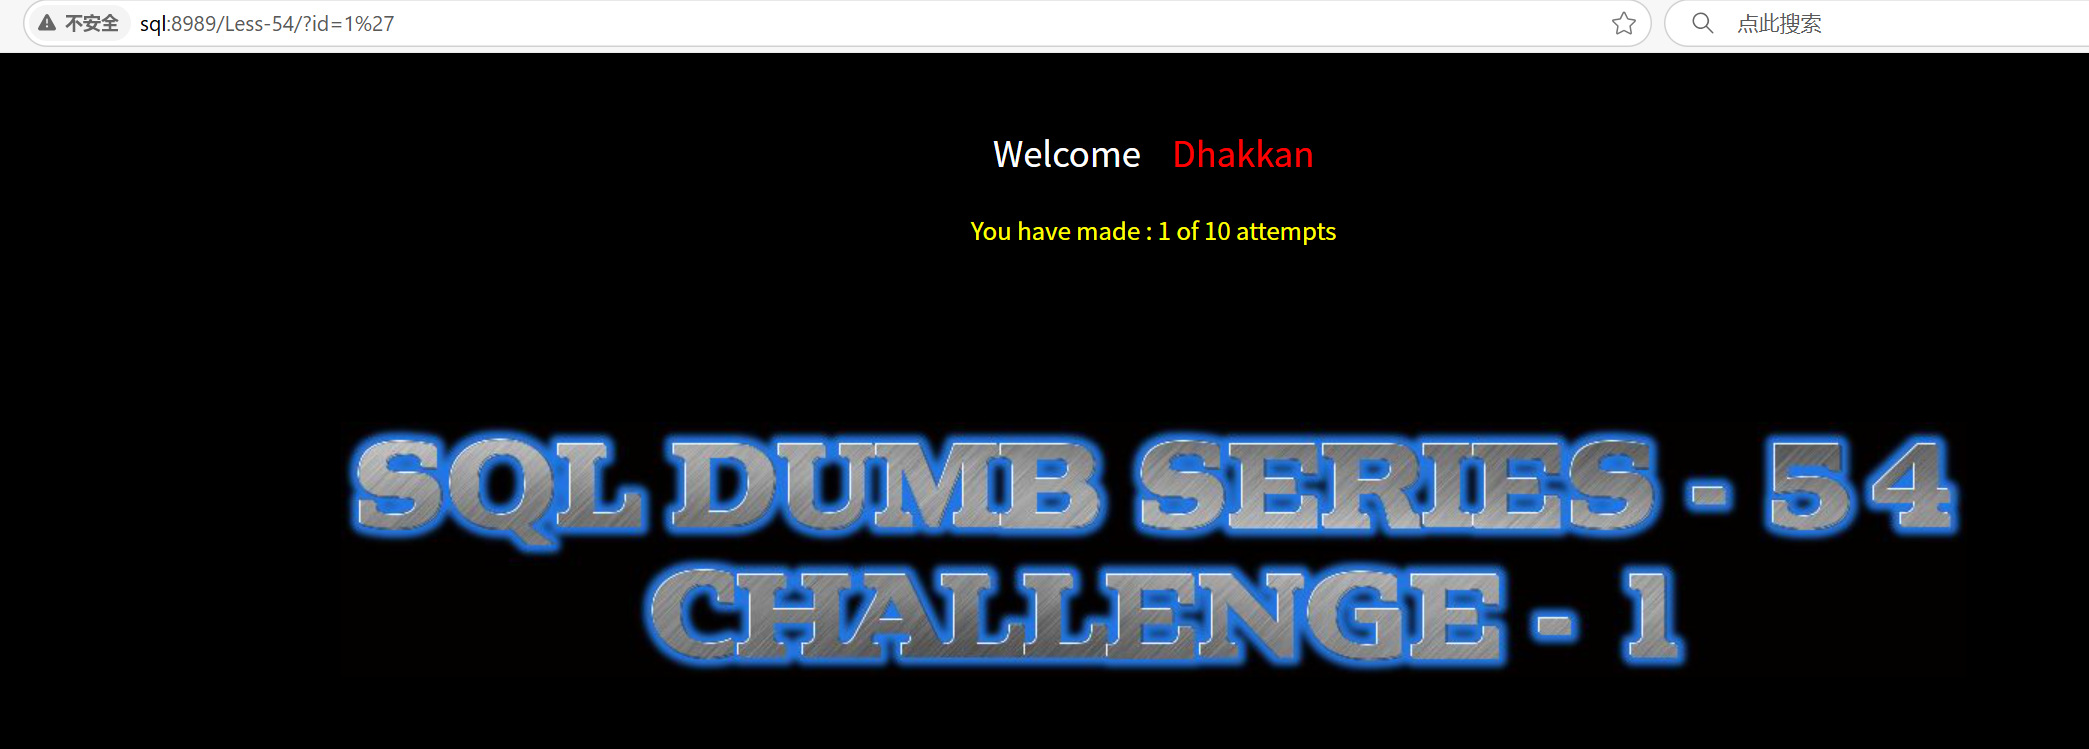 不安全 sql:8989/Less-54/?id=1%27 点此搜索
Welcome Dhakkan
You have made : 1 of 10 attempts
SQL DUMB SERIES - 54
CHALLENGE - 1